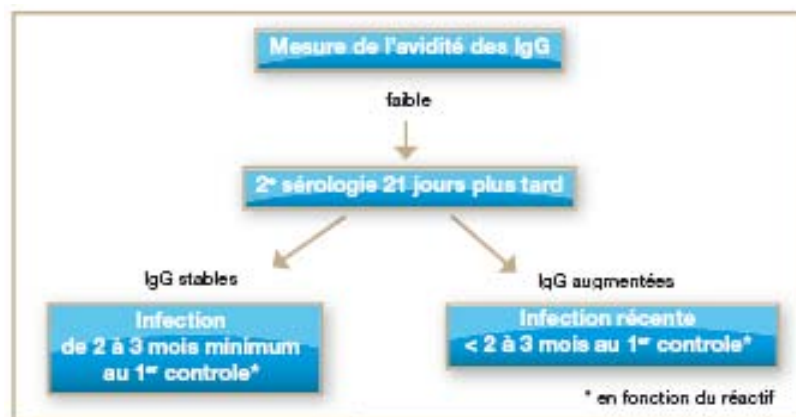 Mesure de l'avidité des IgG
faible
2e sérologie 21 jours plus tard
IgG stables
IgG augmentées
Infection
de 2 à 3 mois minimum
au 1er controle*
Infection récente
< 2 à 3 mois au 1er controle*
* en fonction du réactif